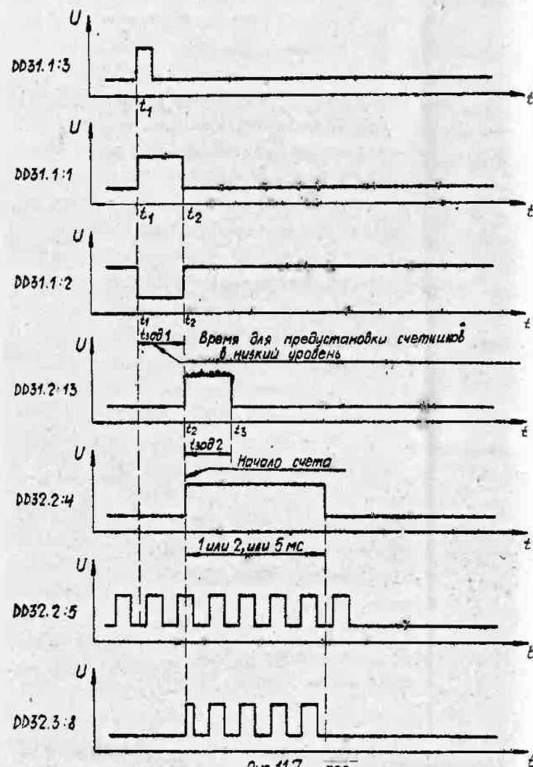 U
DD31.1:3
t₁
t
U
DD31.1:1
t₁ t₂
t
U
DD31.1:2
t₁ t₂
t
tзад1
Время для предустановки счетчиков
в низкий уровень
U
DD31.2:13
t₂ t₃
t
tзад2
Начало счета
U
DD32.2:4
t
1 или 2, или 5 мс
U
DD32.2:5
t
U
DD32.3:8
t